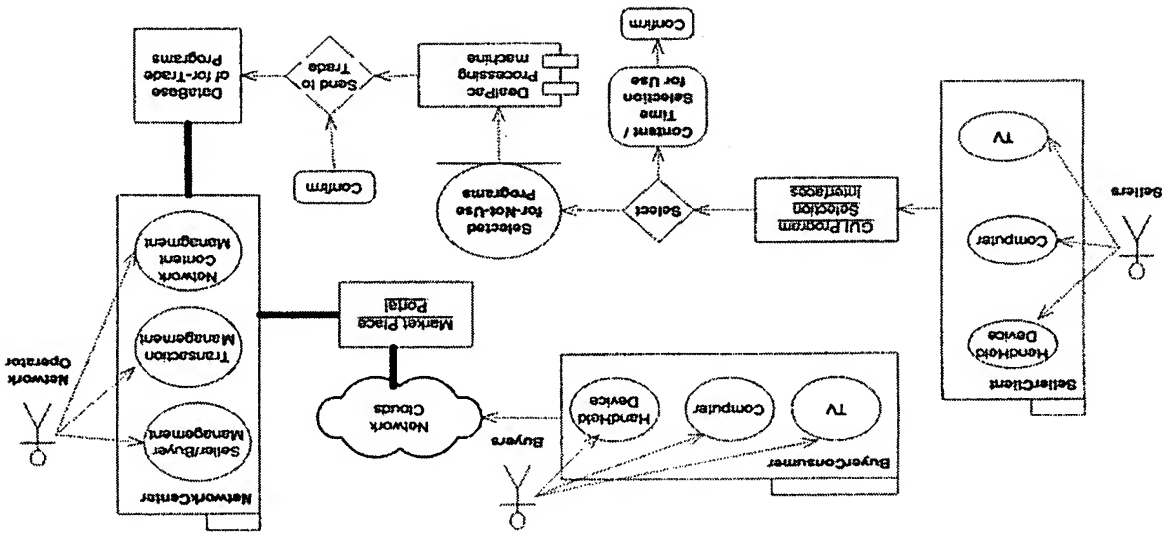 BuyerConsumer
TV
Computer
HandHeld
Device
Buyers
Network
Clouds
Market Place
Portal
NetworkCenter
Seller/Buyer
Management
Transaction
Management
Network
Content
Managment
Network
Operator
SellerClient
HendHeld
Device
Computer
TV
Sellers
GUI Program
Selection
Interfaces
Select
Selected
for-Not-Use
Programs
Content /
Time
Selection
for Use
Confirm
DealPac
Processing
machine
Confirm
Send to
Trade
DataBase
of for-Trade
Programs